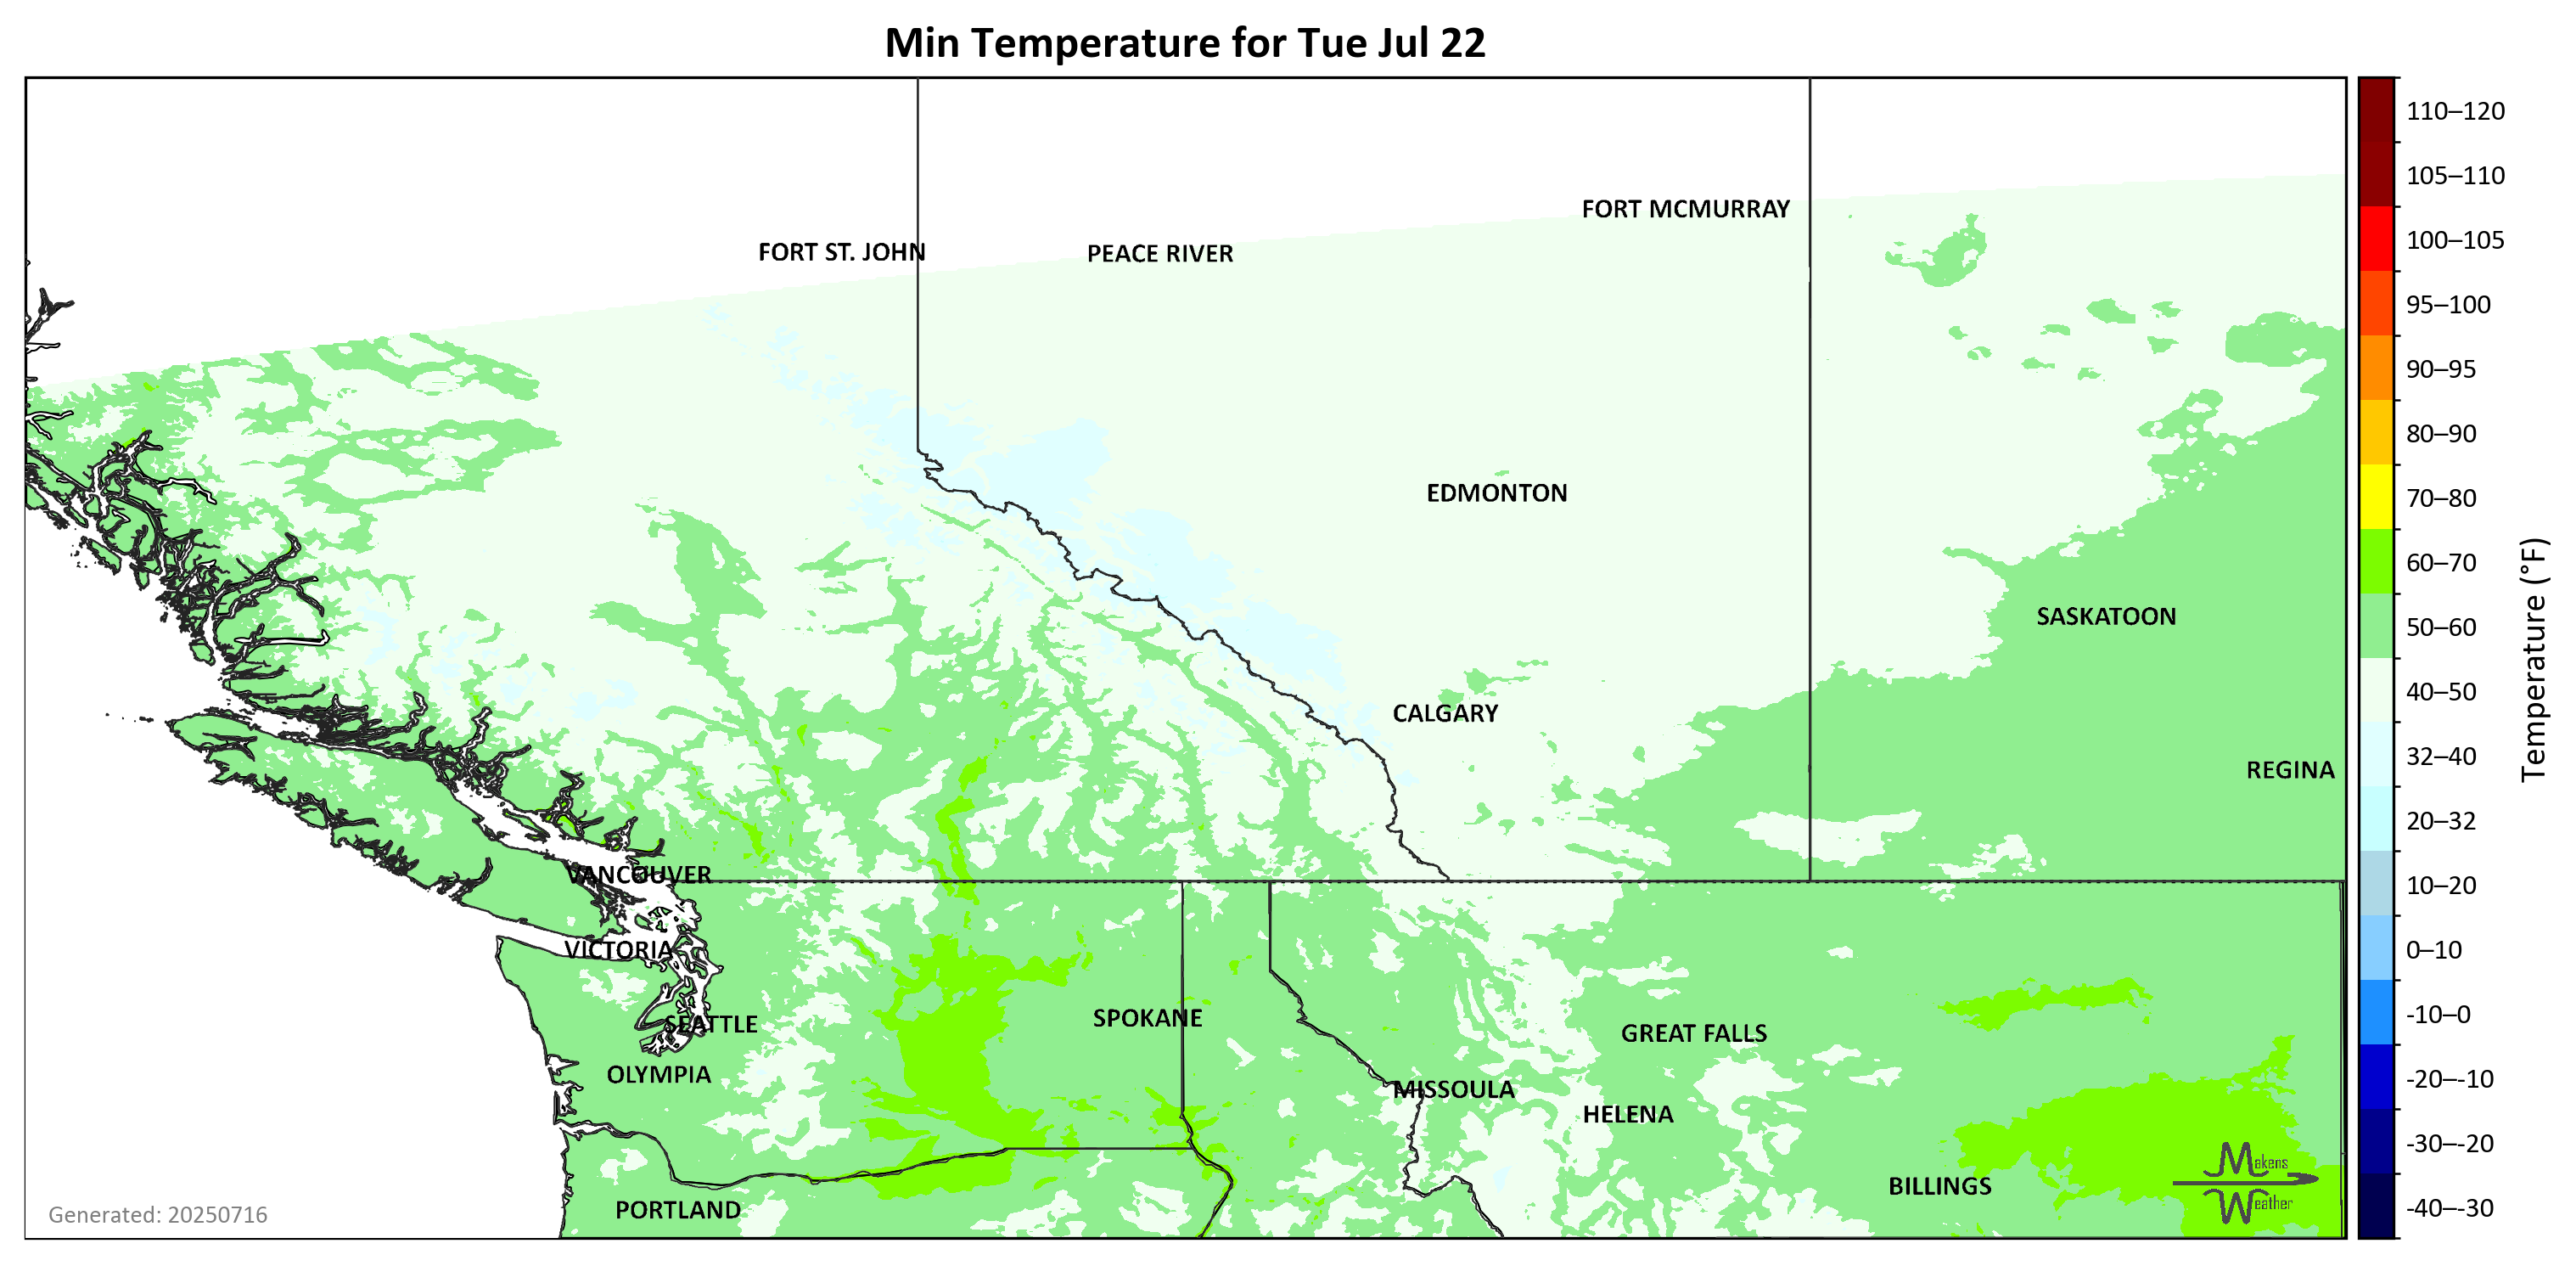 Min Temperature for Tue Jul 22
110–120
105–110
100–105
95–100
90–95
80–90
70–80
60–70
50–60
40–50
32–40
20–32
10–20
0–10
-10–0
-20–-10
-30–-20
-40–-30
Temperature (°F)
FORT MCMURRAY
FORT ST. JOHN
PEACE RIVER
EDMONTON
SASKATOON
CALGARY
REGINA
VANCOUVER
VICTORIA
SEATTLE
SPOKANE
GREAT FALLS
OLYMPIA
MISSOULA
HELENA
BILLINGS
PORTLAND
Makens
Weather
Generated: 20250716